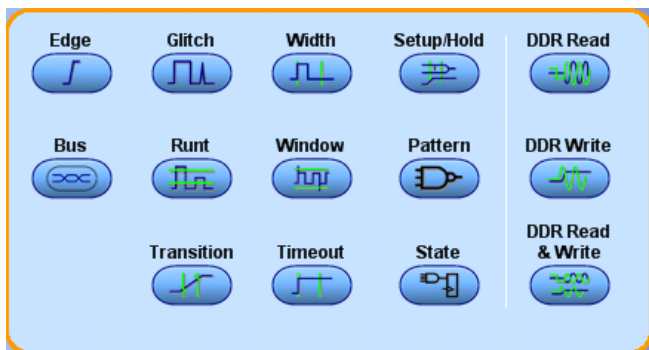 Edge Glitch Width Setup/Hold DDR Read
Bus Runt Window Pattern DDR Write
Transition Timeout State DDR Read
& Write